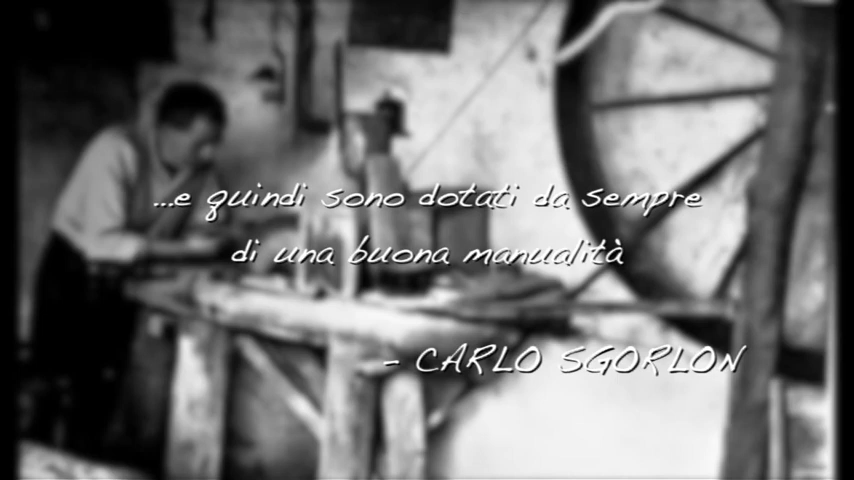 ...e quindi sono dotati da sempre
di una buona manualità
- CARLO SGORLON